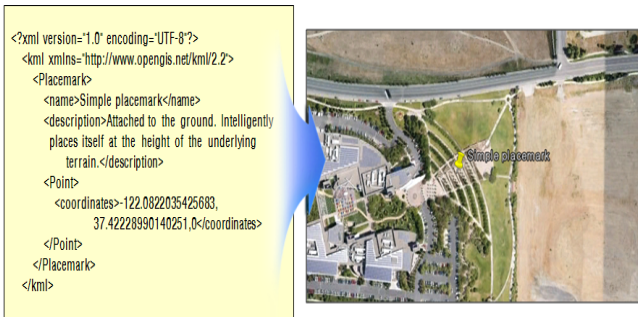 <?xml version="1.0" encoding="UTF-8"?>
<kml xmlns="http://www.opengis.net/kml/2.2">
<Placemark>
<name>Simple placemark</name>
<description>Attached to the ground. Intelligently
places itself at the height of the underlying
terrain.</description>
<Point>
<coordinates>-122.0822035425683,
37.42228990140251,0</coordinates>
</Point>
</Placemark>
</kml>
Simple placemark